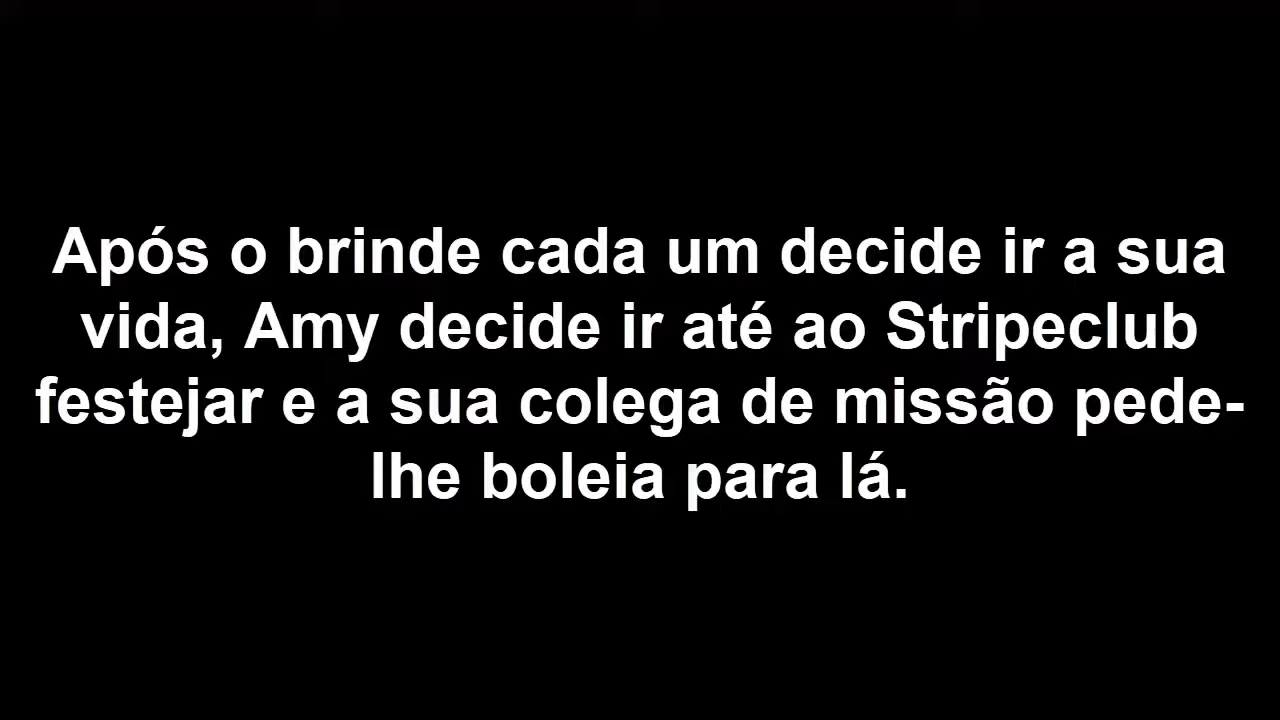 Após o brinde cada um decide ir a sua
vida, Amy decide ir até ao Stripeclub
festejar e a sua colega de missão pede-
lhe boleia para lá.